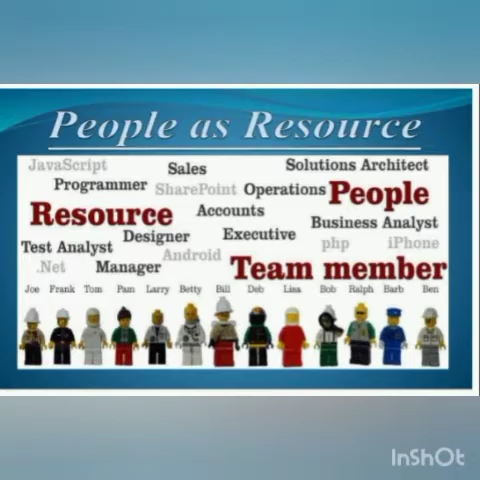 People as Resource
JavaScript Sales Solutions Architect
Programmer SharePoint Operations People
Resource Accounts
Business Analyst
Designer Executive
Test Analyst Android php iPhone
.Net Manager Team member
Joe Frank Tom Pam Larry Betty Bill Deb Lisa Bob Ralph Barb Ben
InShOt